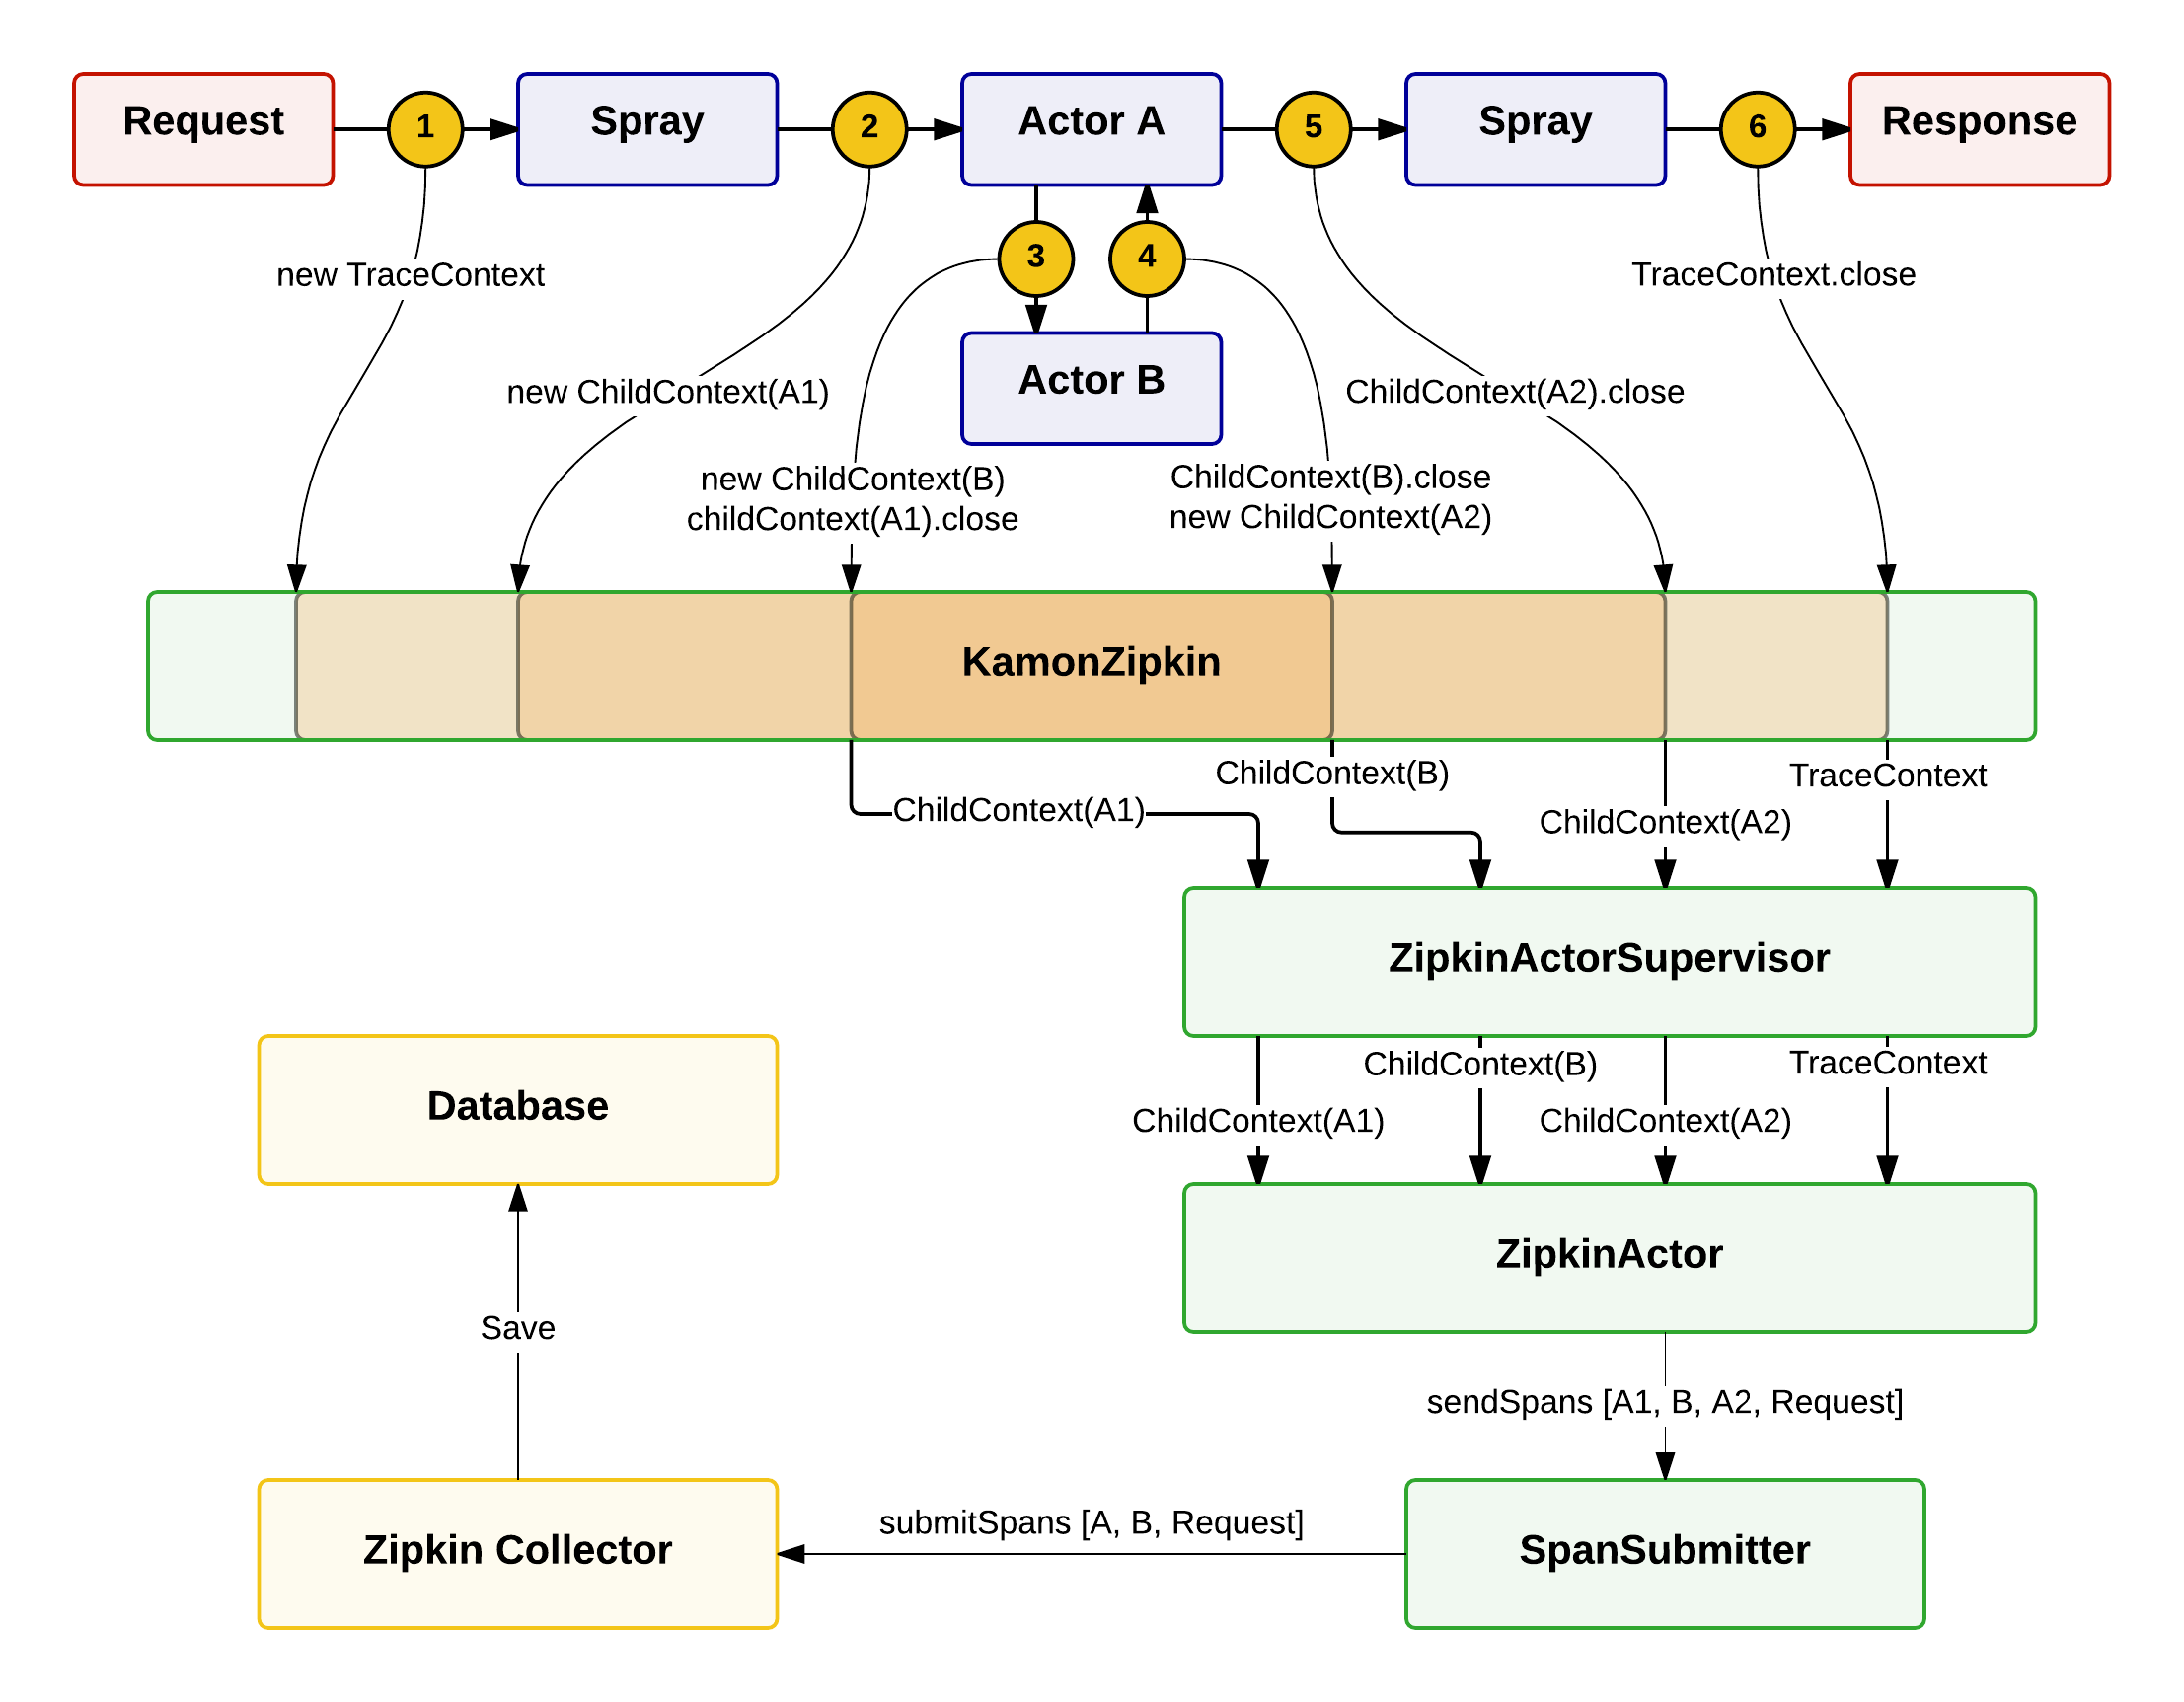 Request
1
Spray
2
Actor A
5
Spray
6
Response
3
4
new TraceContext
TraceContext.close
Actor B
new ChildContext(A1)
ChildContext(A2).close
new ChildContext(B)
childContext(A1).close
ChildContext(B).close
new ChildContext(A2)
KamonZipkin
ChildContext(B)
TraceContext
ChildContext(A1)
ChildContext(A2)
ZipkinActorSupervisor
ChildContext(B)
TraceContext
ChildContext(A1)
ChildContext(A2)
Database
ZipkinActor
Save
sendSpans [A1, B, A2, Request]
submitSpans [A, B, Request]
Zipkin Collector
SpanSubmitter